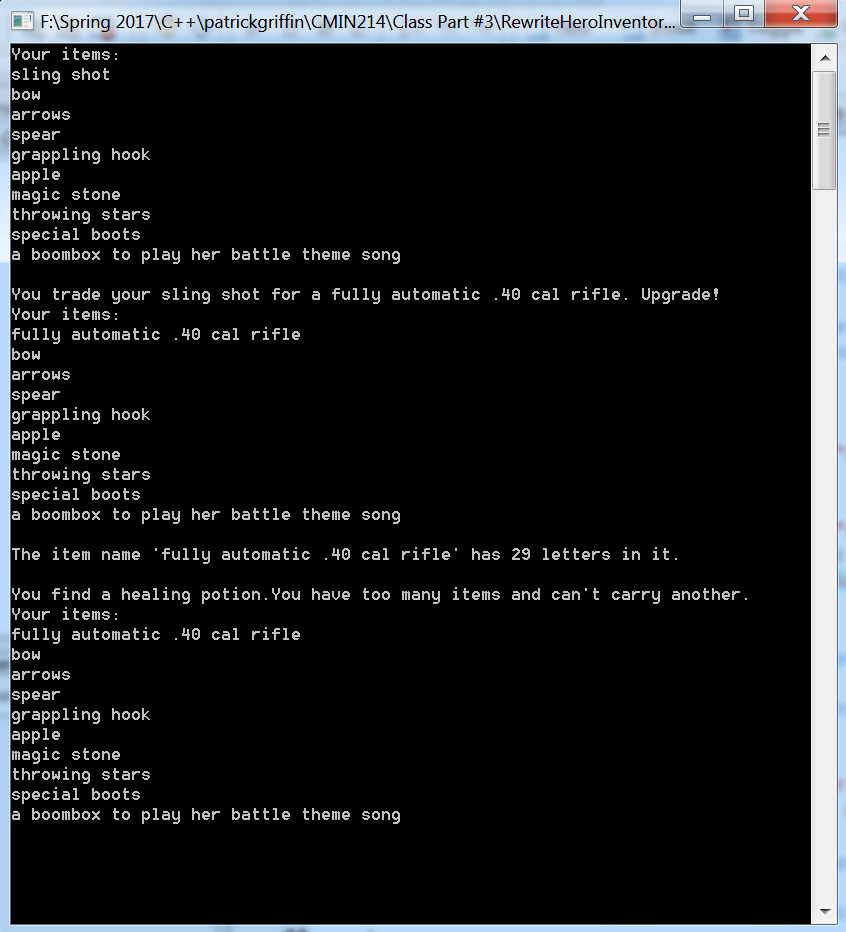 F:\Spring 2017\C++\patrickgriffin\CMIN214\Class Part #3\RewriteHeroInventor...
Your items:
sling shot
bow
arrows
spear
grappling hook
apple
magic stone
throwing stars
special boots
a boombox to play her battle theme song
You trade your sling shot for a fully automatic .40 cal rifle. Upgrade!
Your items:
fully automatic .40 cal rifle
bow
arrows
spear
grappling hook
apple
magic stone
throwing stars
special boots
a boombox to play her battle theme song
The item name 'fully automatic .40 cal rifle' has 29 letters in it.
You find a healing potion.You have too many items and can't carry another.
Your items:
fully automatic .40 cal rifle
bow
arrows
spear
grappling hook
apple
magic stone
throwing stars
special boots
a boombox to play her battle theme song